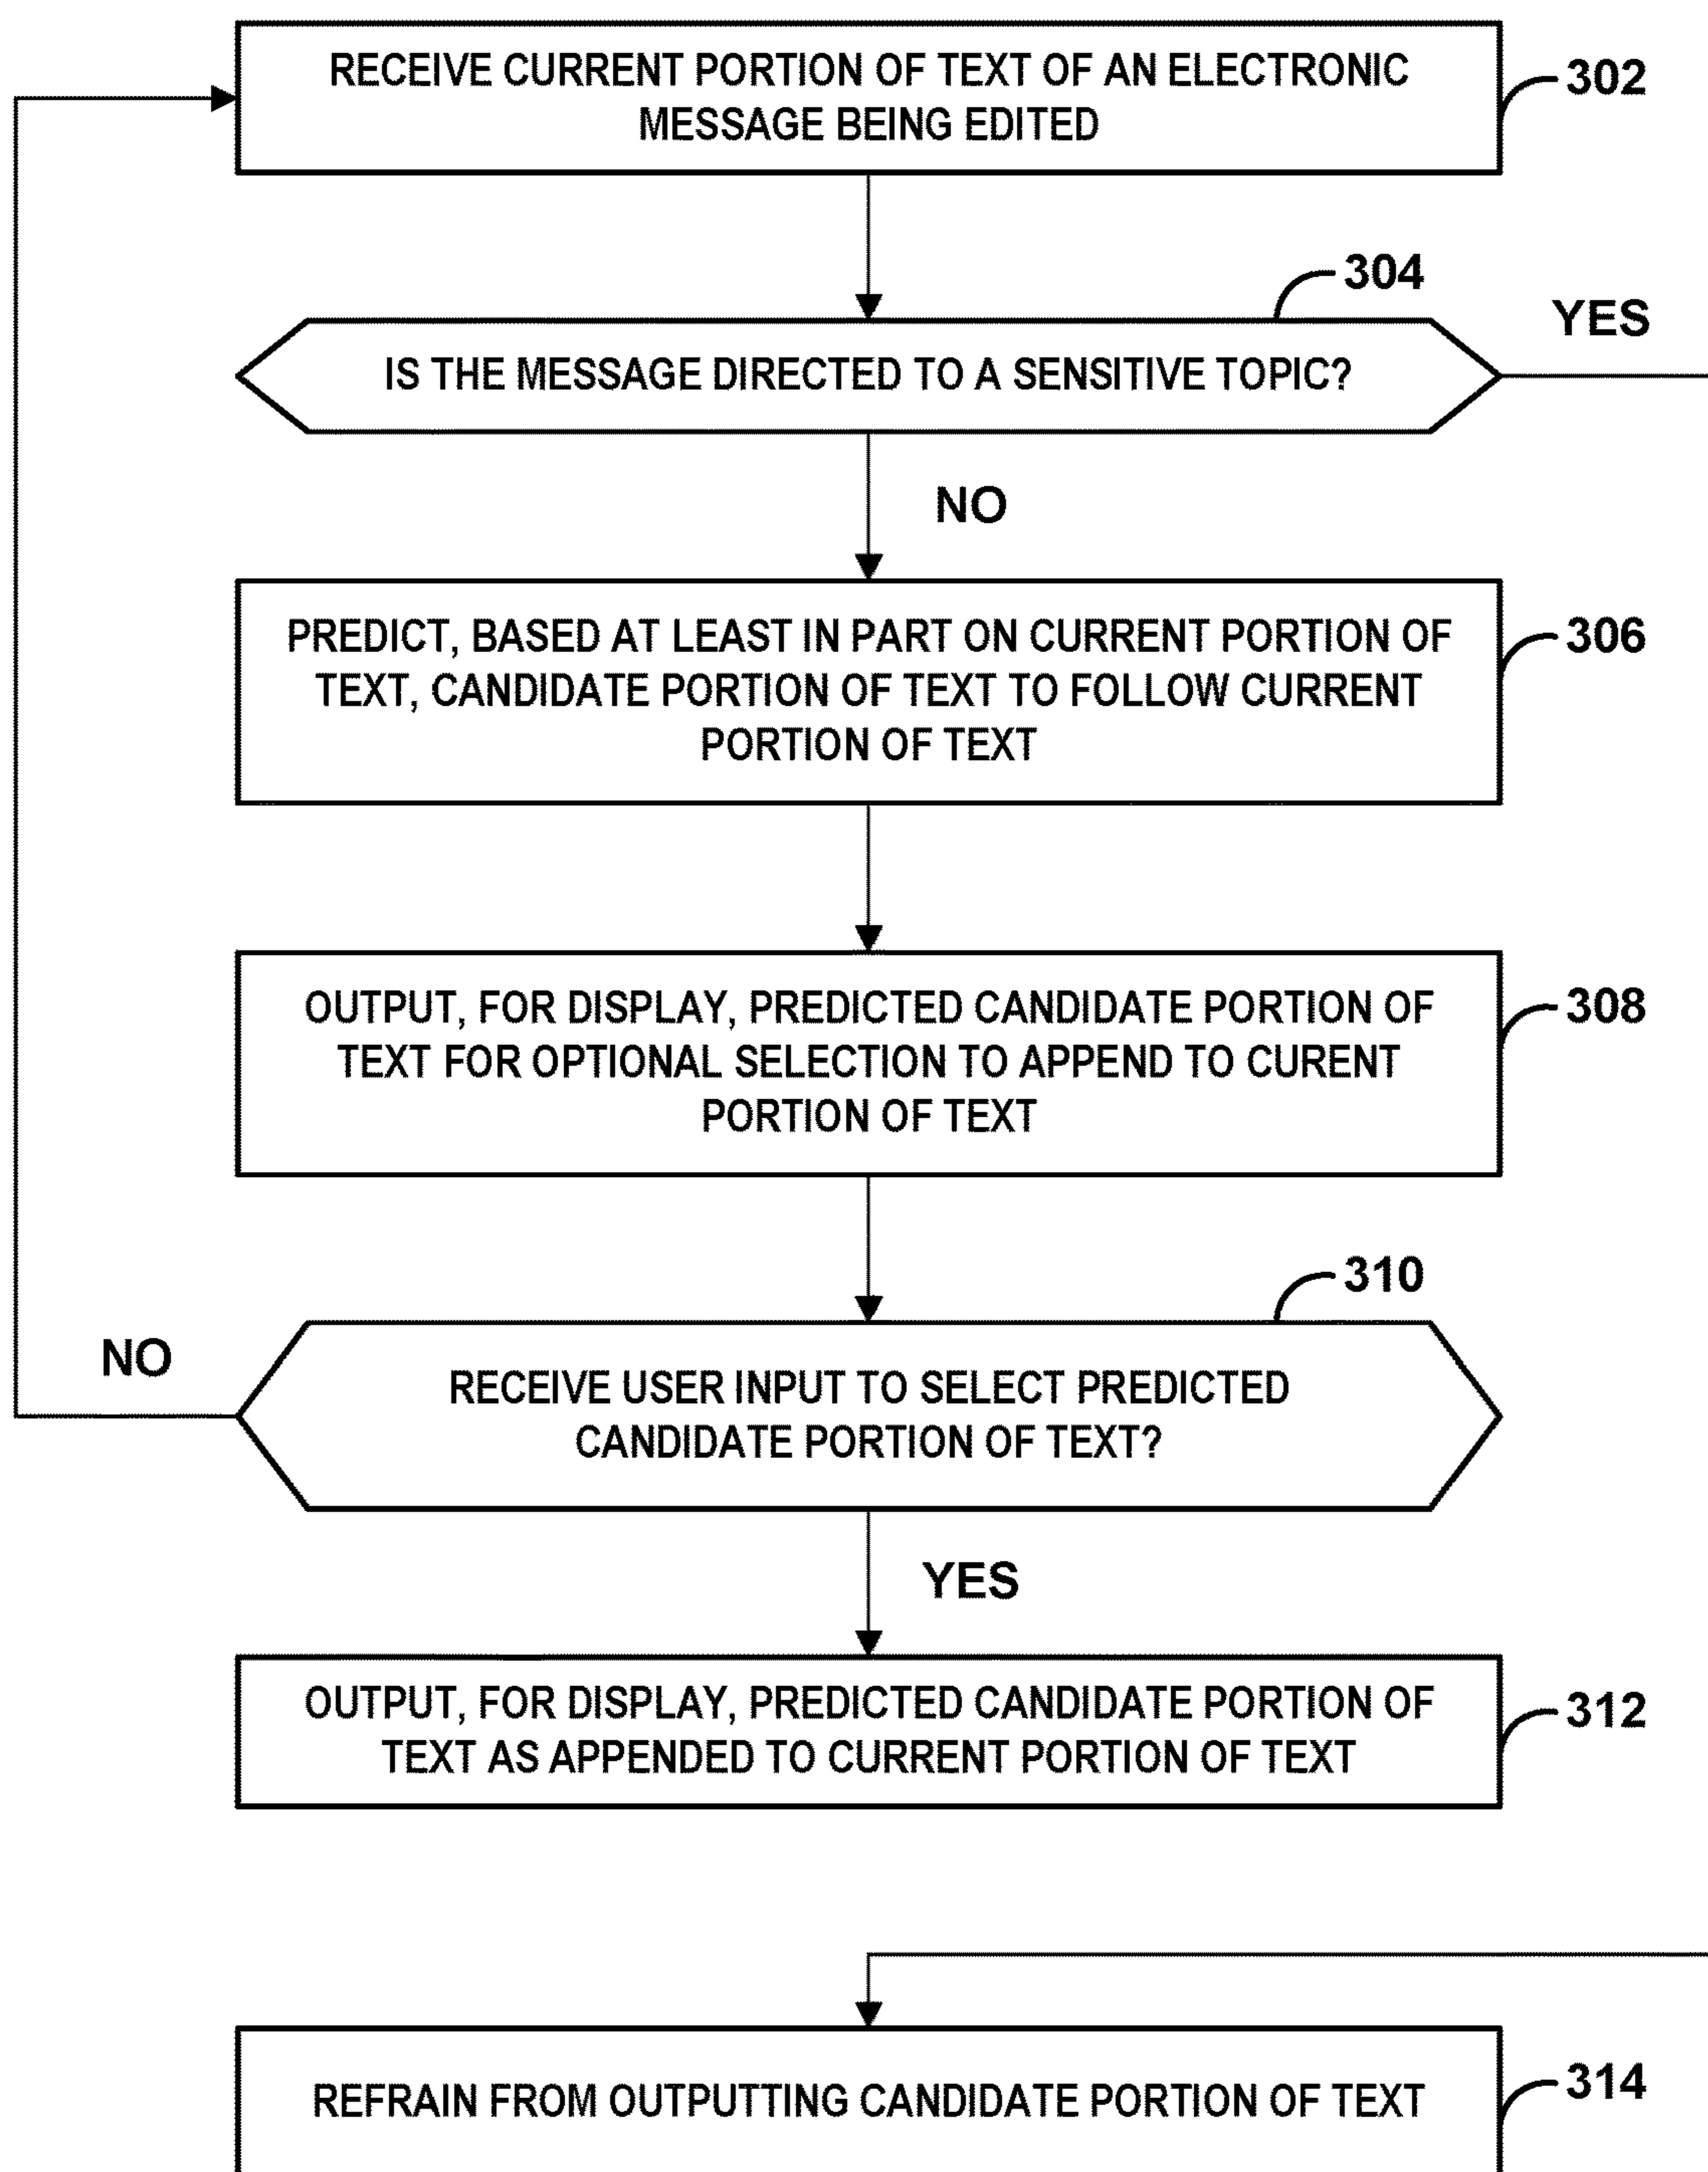 RECEIVE CURRENT PORTION OF TEXT OF AN ELECTRONIC
MESSAGE BEING EDITED
302
304
YES
IS THE MESSAGE DIRECTED TO A SENSITIVE TOPIC?
NO
PREDICT, BASED AT LEAST IN PART ON CURRENT PORTION OF
TEXT, CANDIDATE PORTION OF TEXT TO FOLLOW CURRENT
PORTION OF TEXT
306
OUTPUT, FOR DISPLAY, PREDICTED CANDIDATE PORTION OF
TEXT FOR OPTIONAL SELECTION TO APPEND TO CURENT
PORTION OF TEXT
308
310
NO
RECEIVE USER INPUT TO SELECT PREDICTED
CANDIDATE PORTION OF TEXT?
YES
OUTPUT, FOR DISPLAY, PREDICTED CANDIDATE PORTION OF
TEXT AS APPENDED TO CURRENT PORTION OF TEXT
312
REFRAIN FROM OUTPUTTING CANDIDATE PORTION OF TEXT
314